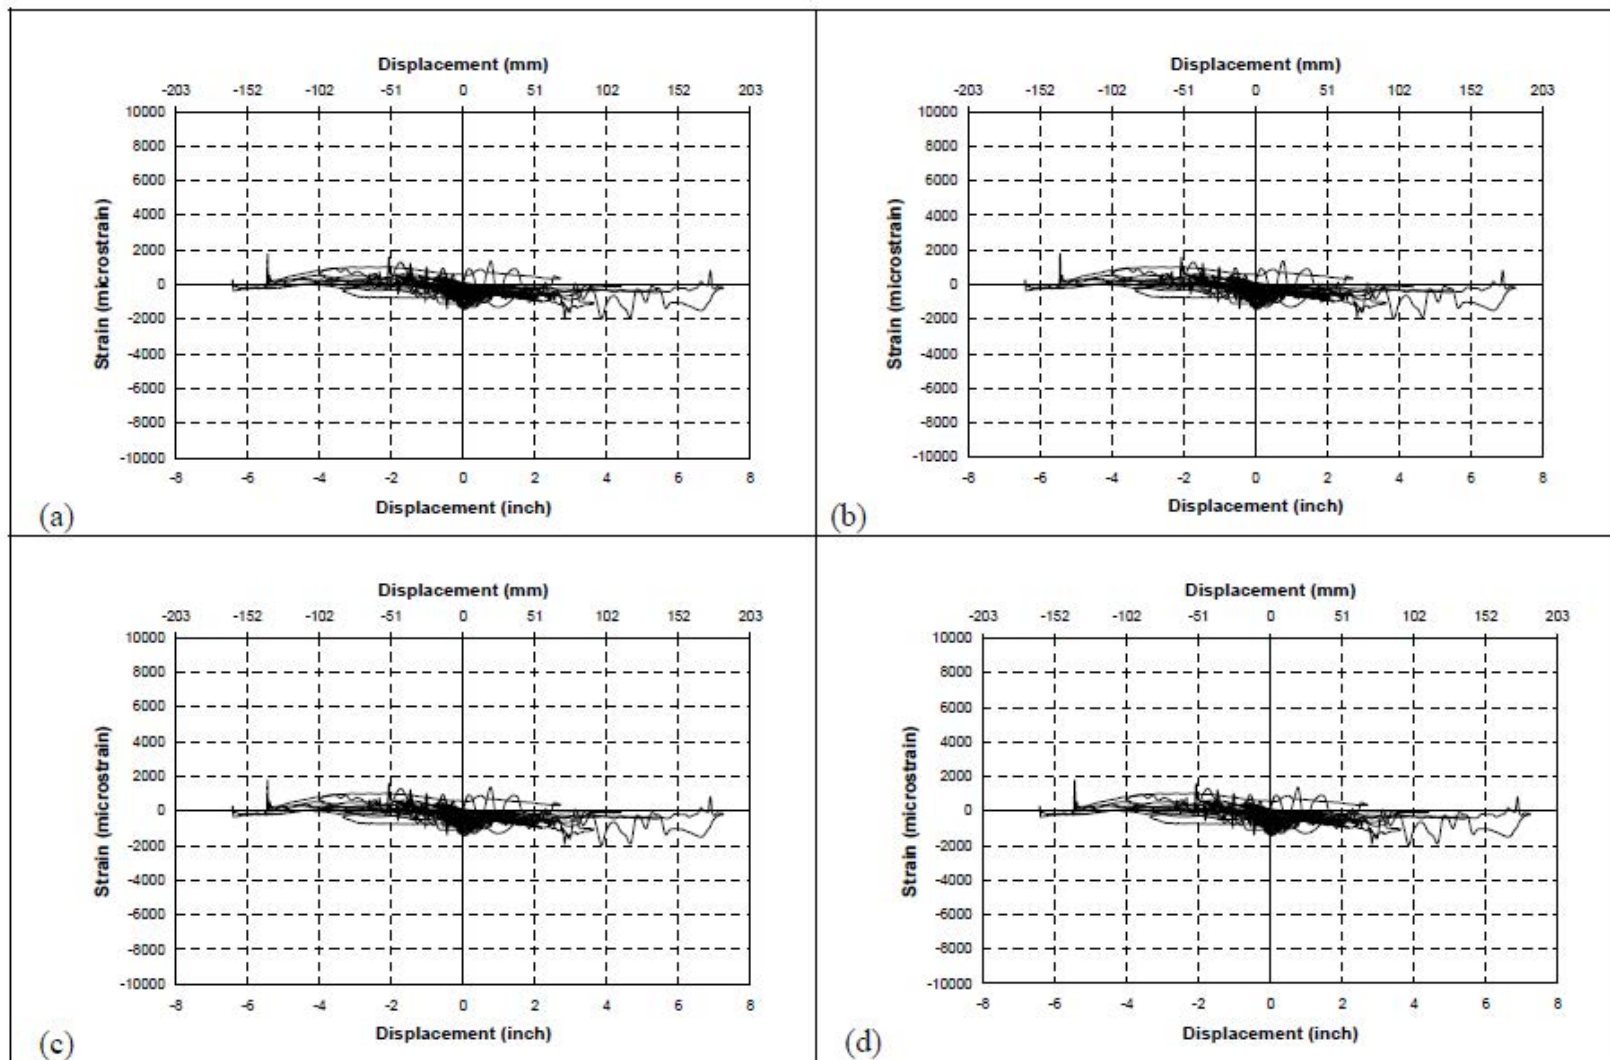 Displacement (mm)
-203 -152 -102 -51 0 51 102 152 203
10000
8000
6000
4000
2000
0
-2000
-4000
-6000
-8000
-10000
Strain (microstrain)
-8 -6 -4 -2 0 2 4 6 8
Displacement (inch)
(a)
Displacement (mm)
-203 -152 -102 -51 0 51 102 152 203
10000
8000
6000
4000
2000
0
-2000
-4000
-6000
-8000
-10000
Strain (microstrain)
-8 -6 -4 -2 0 2 4 6 8
Displacement (inch)
(b)
Displacement (mm)
-203 -152 -102 -51 0 51 102 152 203
10000
8000
6000
4000
2000
0
-2000
-4000
-6000
-8000
-10000
Strain (microstrain)
-8 -6 -4 -2 0 2 4 6 8
Displacement (inch)
(c)
Displacement (mm)
-203 -152 -102 -51 0 51 102 152 203
10000
8000
6000
4000
2000
0
-2000
-4000
-6000
-8000
-10000
Strain (microstrain)
-8 -6 -4 -2 0 2 4 6 8
Displacement (inch)
(d)